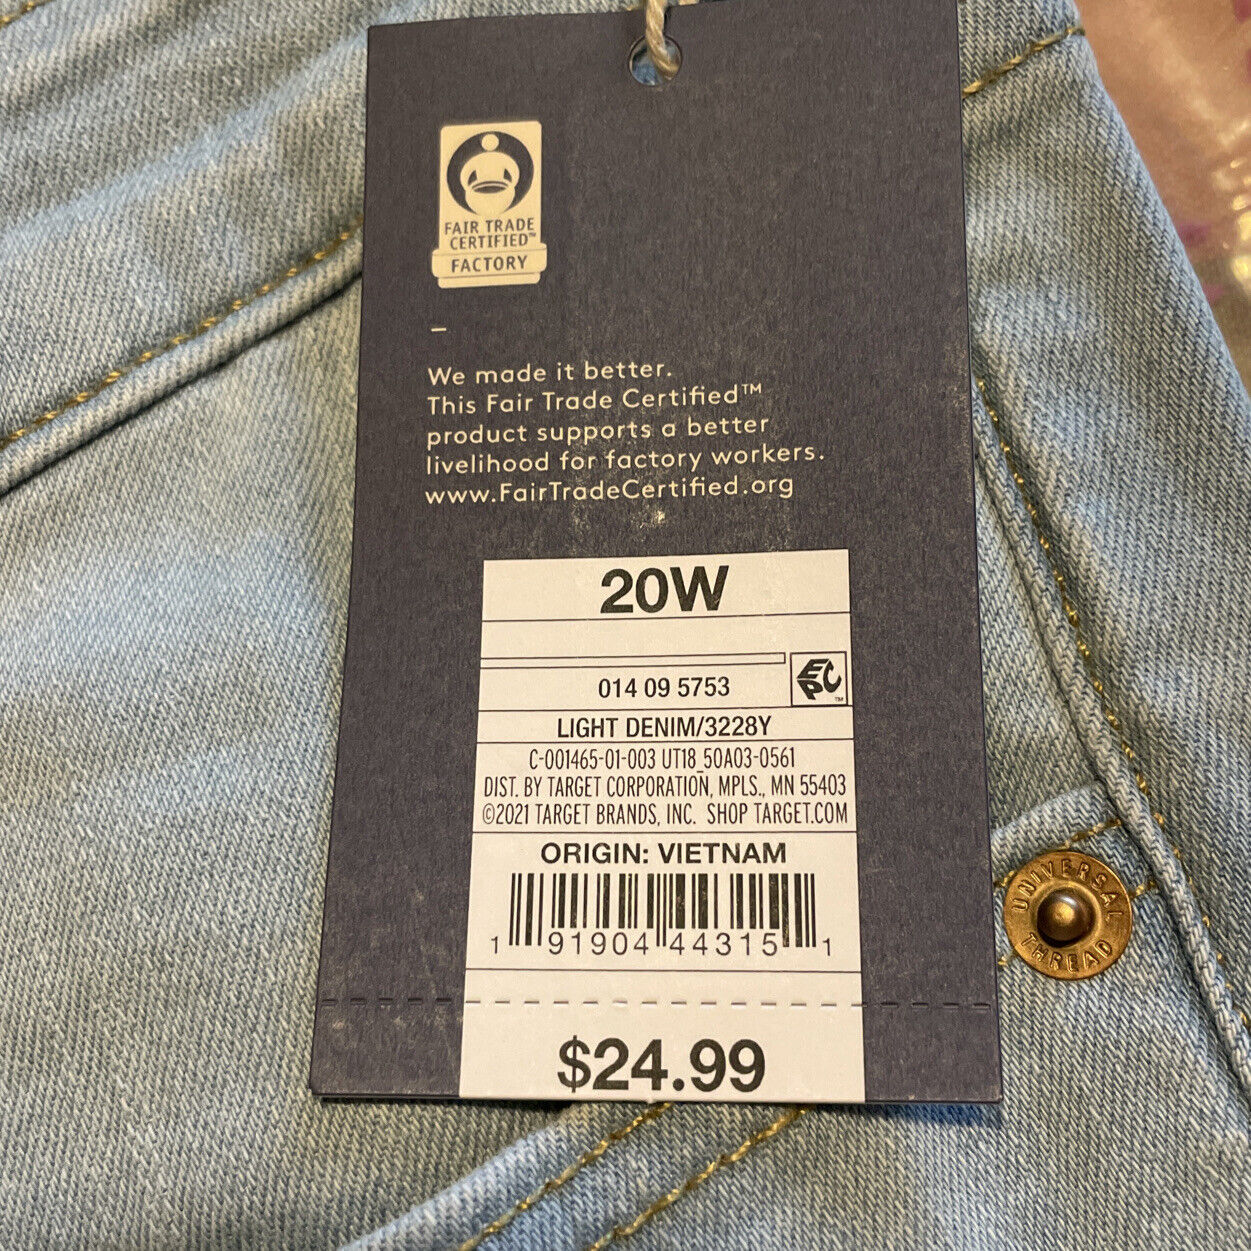 FAIR TRADE
CERTIFIED™
FACTORY
–
We made it better.
This Fair Trade Certified™
product supports a better
livelihood for factory workers.
www.FairTradeCertified.org
20W
EPC™
014 09 5753
LIGHT DENIM/3228Y
C-001465-01-003 UT18_50A03-0561
DIST. BY TARGET CORPORATION, MPLS., MN 55403
©2021 TARGET BRANDS, INC. SHOP TARGET.COM
ORIGIN: VIETNAM
1 91904 44315 1
$24.99
UNIVERSAL
THREAD